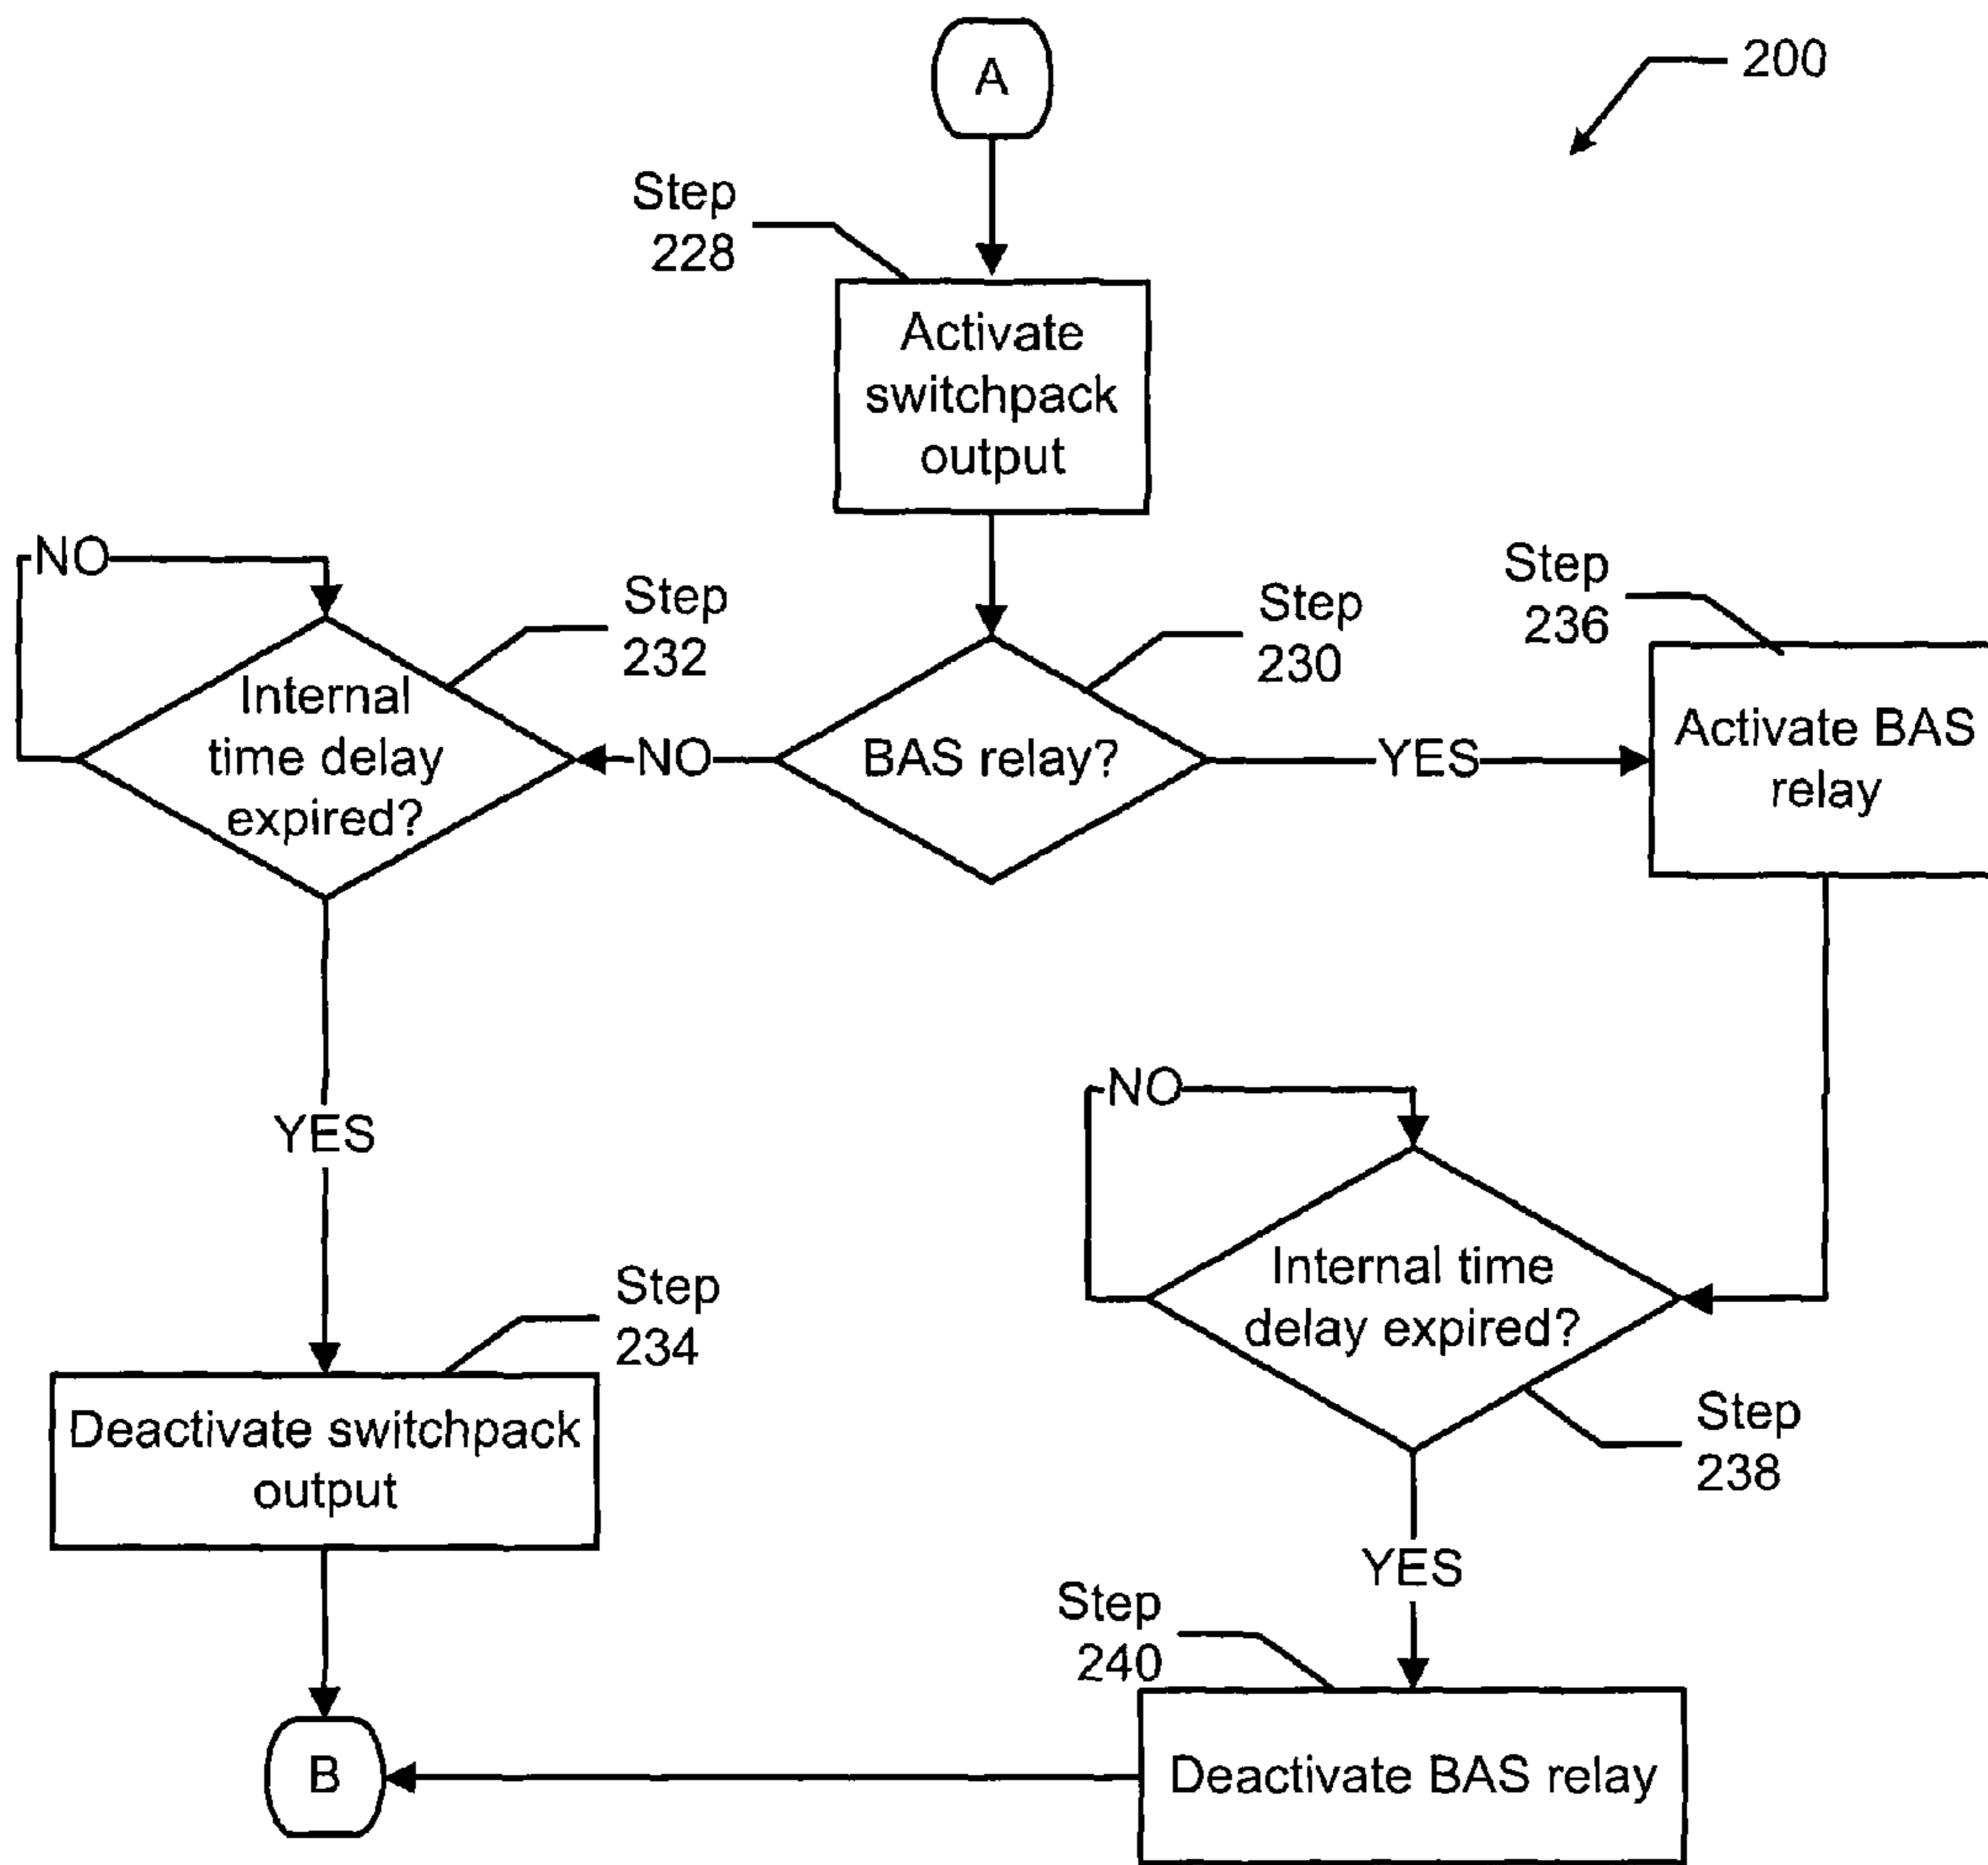 A
200
Step
228
Activate
switchpack
output
NO
Step
232
Step
230
Step
236
Internal
time delay
expired?
NO
BAS relay?
YES
Activate BAS
relay
NO
YES
Internal time
delay expired?
Step
234
Step
238
Deactivate switchpack
output
YES
Step
240
B
Deactivate BAS relay